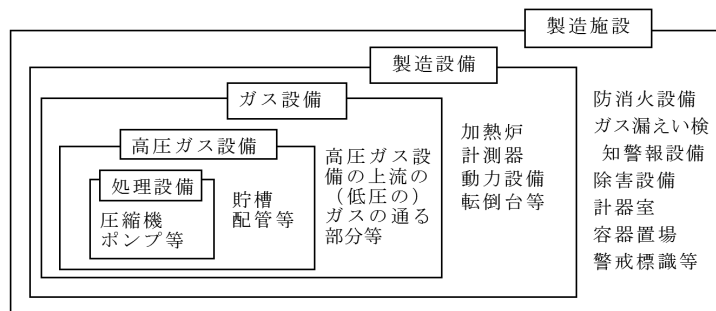 製造施設
製造設備
ガス設備
高圧ガス設備
処理設備
圧縮機
ポンプ等
貯槽
配管等
高圧ガス設
備の上流の
（低圧の）
ガスの通る
部分等
加熱炉
計測器
動力設備
転倒台等
防消火設備
ガス漏えい検
知警報設備
除害設備
計器室
容器置場
警戒標識等